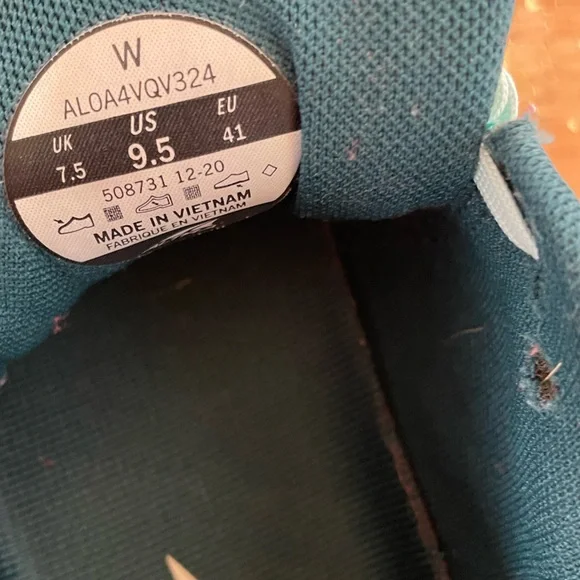 W
AL0A4VQV324
UK US EU
7.5 9.5 41
508731 12-20
MADE IN VIETNAM
FABRIQUE EN VIETNAM